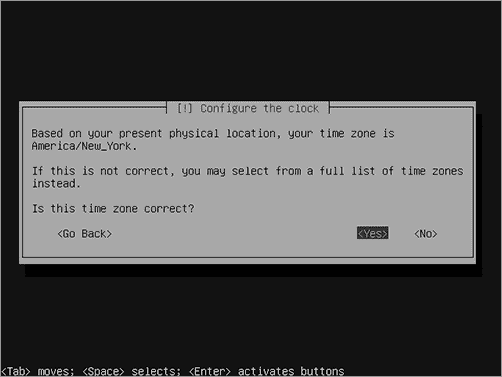 [!] Configure the clock
Based on your present physical location, your time zone is
America/New_York.
If this is not correct, you may select from a full list of time zones
instead.
Is this time zone correct?
<Go Back> <Yes> <No>
<Tab> moves; <Space> selects; <Enter> activates buttons